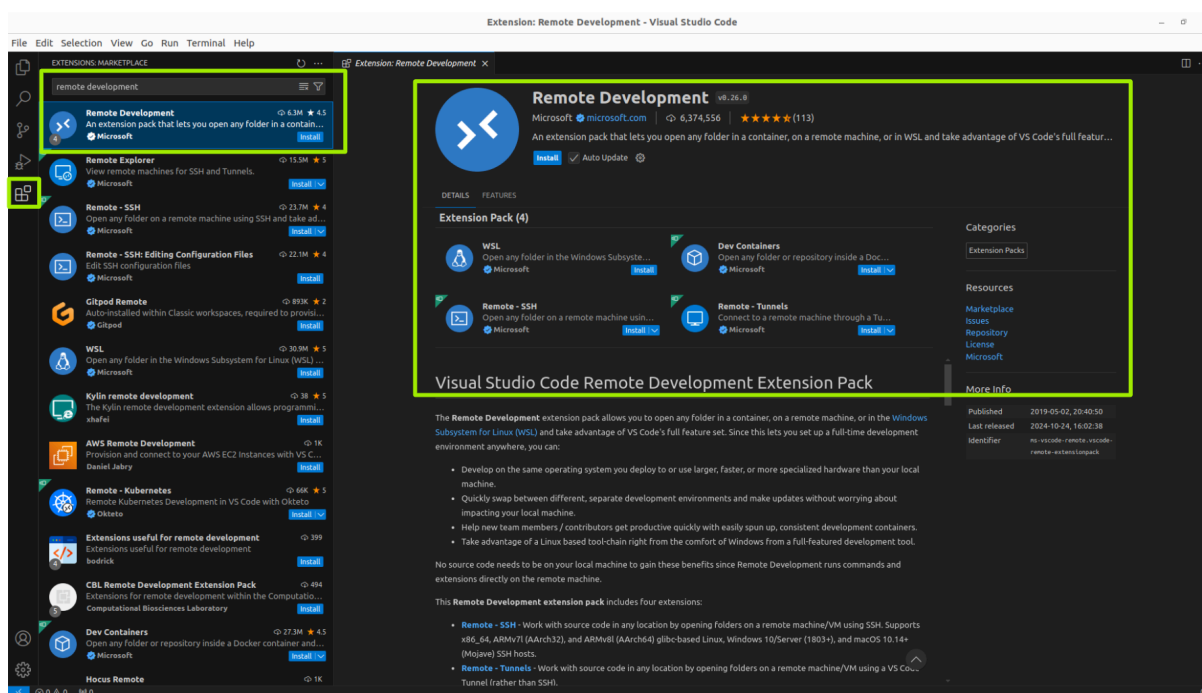 Extension: Remote Development - Visual Studio Code
File Edit Selection View Go Run Terminal Help
EXTENSIONS: MARKETPLACE
remote development
Remote Development 6.3M ★ 4.5
An extension pack that lets you open any folder in a contain...
Microsoft Install
4
Remote Explorer 15.5M ★ 5
View remote machines for SSH and Tunnels.
Microsoft Install
Remote - SSH 23.7M ★ 4
Open any folder on a remote machine using SSH and take ad...
Microsoft Install
Remote - SSH: Editing Configuration Files 22.1M ★ 4
Edit SSH configuration files
Microsoft Install
Gitpod Remote 893K ★ 2
Auto-installed within Classic workspaces, required to provisi...
Gitpod Install
WSL 30.9M ★ 5
Open any folder in the Windows Subsystem for Linux (WSL) ...
Microsoft Install
Kylin remote development 38 ★ 5
The Kylin remote development extension allows programmi...
xhafei Install
AWS Remote Development 1K
Provision and connect to your AWS EC2 Instances with VS C...
Daniel Jabry Install
Remote - Kubernetes 66K ★ 5
Remote Kubernetes Development in VS Code with Okteto
Okteto Install
Extensions useful for remote development 399
Extensions useful for remote development
bodrick Install
4
CBL Remote Development Extension Pack 494
Extensions for remote development within the Computatio...
Computational Biosciences Laboratory Install
5
Dev Containers 27.3M ★ 4.5
Open any folder or repository inside a Docker container and...
Microsoft Install
Hocus Remote 1K
Extension: Remote Development
Remote Development v0.26.0
Microsoft microsoft.com 6,374,556 ★★★★★(113)
An extension pack that lets you open any folder in a container, on a remote machine, or in WSL and take advantage of VS Code's full featur...
Install Auto Update
DETAILS FEATURES
Extension Pack (4)
WSL
Open any folder in the Windows Subsyste...
Microsoft Install
Dev Containers
Open any folder or repository inside a Doc...
Microsoft Install
Remote - SSH
Open any folder on a remote machine usin...
Microsoft Install
Remote - Tunnels
Connect to a remote machine through a Tu...
Microsoft Install
Visual Studio Code Remote Development Extension Pack
The Remote Development extension pack allows you to open any folder in a container, on a remote machine, or in the Windows
Subsystem for Linux (WSL) and take advantage of VS Code's full feature set. Since this lets you set up a full-time development
environment anywhere, you can:
• Develop on the same operating system you deploy to or use larger, faster, or more specialized hardware than your local
machine.
• Quickly swap between different, separate development environments and make updates without worrying about
impacting your local machine.
• Help new team members / contributors get productive quickly with easily spun up, consistent development containers.
• Take advantage of a Linux based tool-chain right from the comfort of Windows from a full-featured development tool.
No source code needs to be on your local machine to gain these benefits since Remote Development runs commands and
extensions directly on the remote machine.
This Remote Development extension pack includes four extensions:
• Remote - SSH - Work with source code in any location by opening folders on a remote machine/VM using SSH. Supports
x86_64, ARMv7l (AArch32), and ARMv8l (AArch64) glibc-based Linux, Windows 10/Server (1803+), and macOS 10.14+
(Mojave) SSH hosts.
• Remote - Tunnels - Work with source code in any location by opening folders on a remote machine/VM using a VS Code
Tunnel (rather than SSH).
Categories
Extension Packs
Resources
Marketplace
Issues
Repository
License
Microsoft
More Info
Published 2019-05-02, 20:40:50
Last released 2024-10-24, 16:02:38
Identifier ms-vscode-remote.vscode-
remote-extensionpack